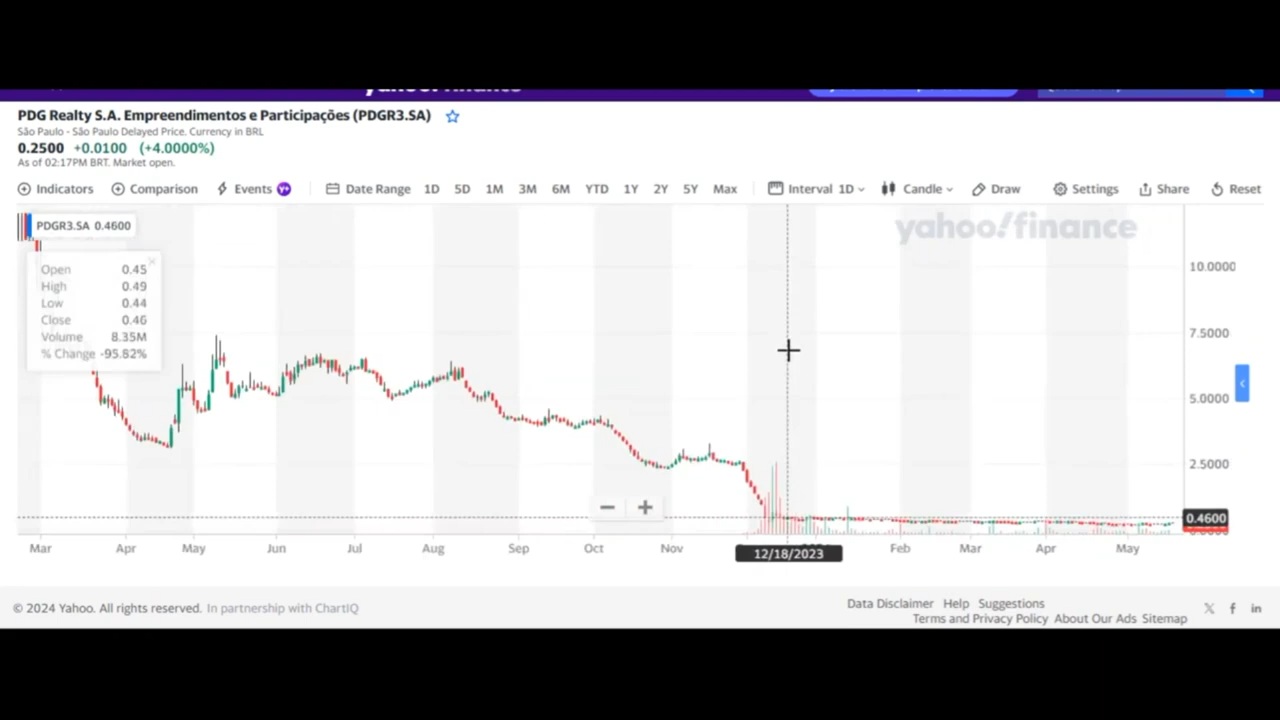 yahoo!finance
PDG Realty S.A. Empreendimentos e Participações (PDGR3.SA)
São Paulo - São Paulo Delayed Price. Currency in BRL
0.2500 +0.0100 (+4.0000%)
As of 02:17PM BRT. Market open.
Indicators Comparison Events Y+ Date Range 1D 5D 1M 3M 6M YTD 1Y 2Y 5Y Max Interval 1D Candle Draw Settings Share Reset
PDGR3.SA 0.4600
yahoo!finance
Open 0.45
High 0.49
Low 0.44
Close 0.46
Volume 8.35M
% Change -95.82%
10.0000
7.5000
5.0000
2.5000
0.4600
Mar Apr May Jun Jul Aug Sep Oct Nov Feb Mar Apr May
12/18/2023
© 2024 Yahoo. All rights reserved. In partnership with ChartIQ
Data Disclaimer Help Suggestions
Terms and Privacy Policy About Our Ads Sitemap